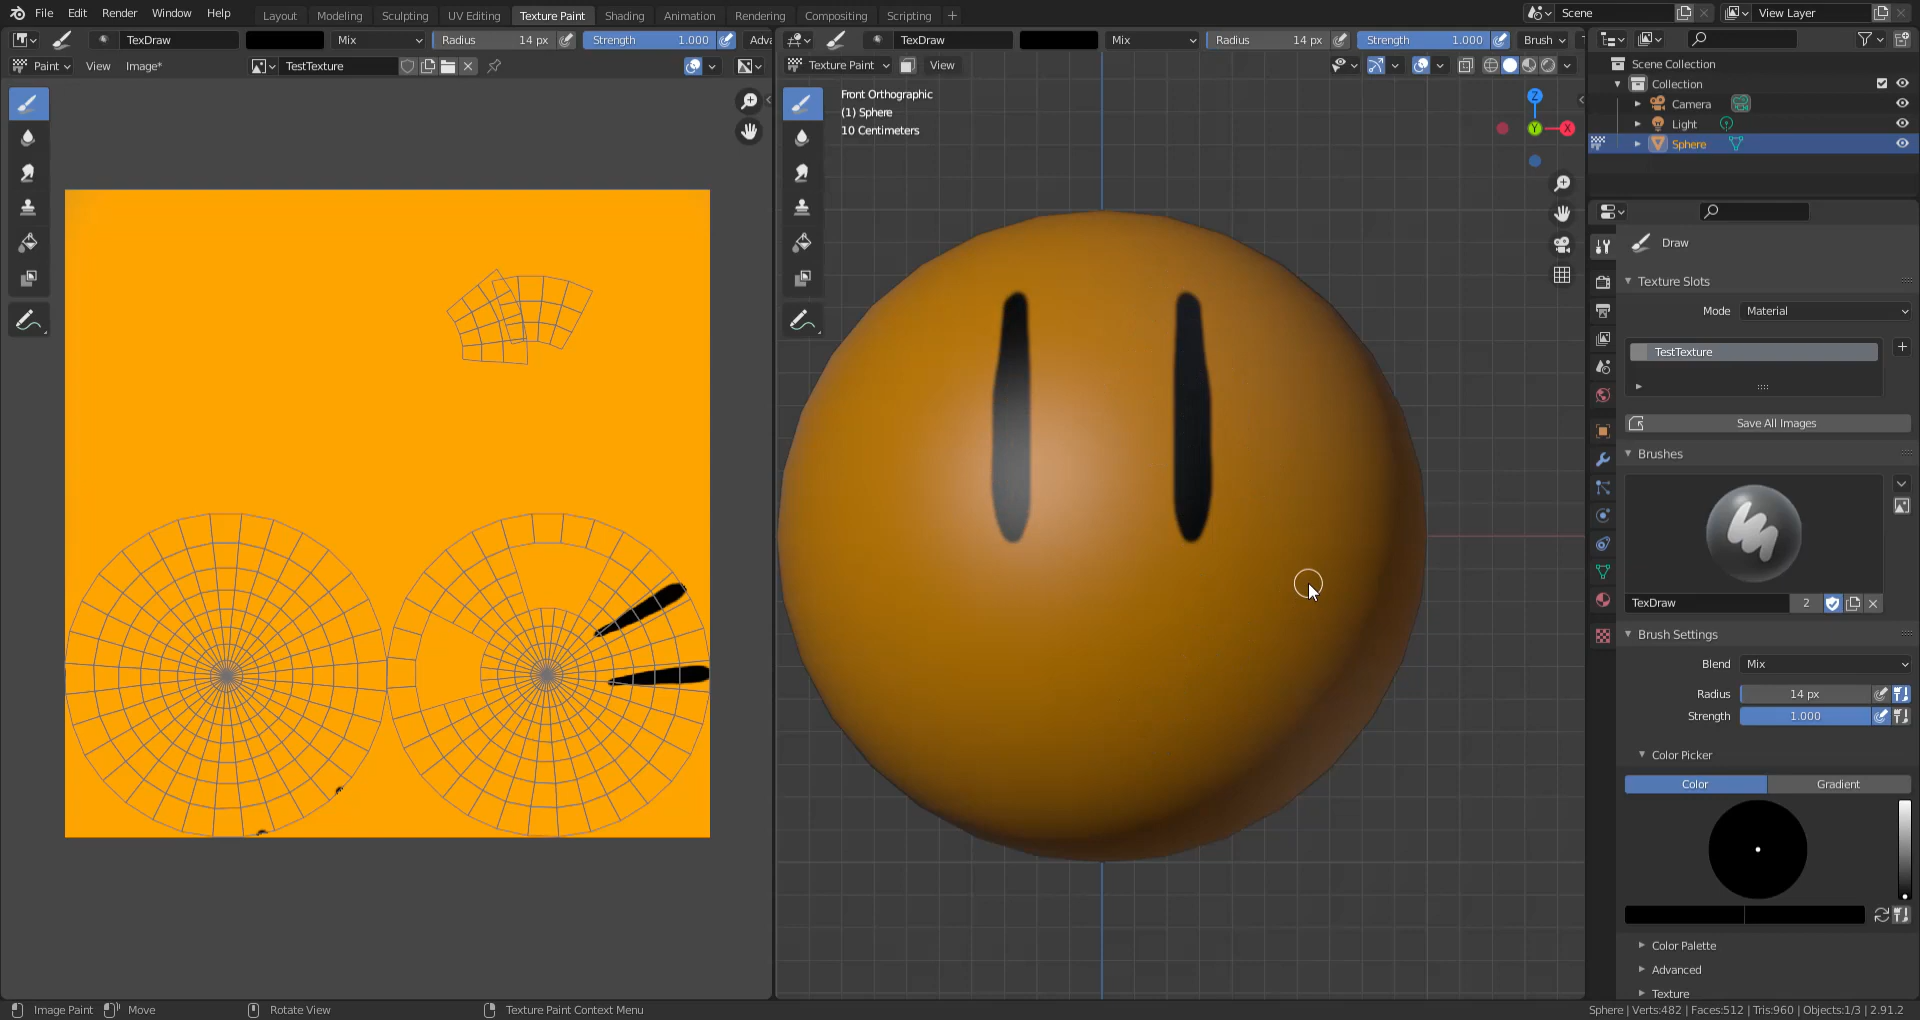 File Edit Render Window Help Layout Modeling Sculpting UV Editing Texture Paint Shading Animation Rendering Compositing Scripting + Scene View Layer
TexDraw Mix Radius 14 px Strength 1.000 Adva TexDraw Mix Radius 14 px Strength 1.000 Brush
Paint View Image* TestTexture Texture Paint View
Scene Collection
Collection
Camera
Light
Sphere
Front Orthographic
(1) Sphere
10 Centimeters
Z
Y
X
Draw
Texture Slots
Mode Material
TestTexture
Save All Images
Brushes
TexDraw 2
Brush Settings
Blend Mix
Radius 14 px
Strength 1.000
Color Picker
Color Gradient
Color Palette
Advanced
Texture
Image Paint Move Rotate View Texture Paint Context Menu Sphere | Verts:482 | Faces:512 | Tris:960 | Objects:1/3 | 2.91.2